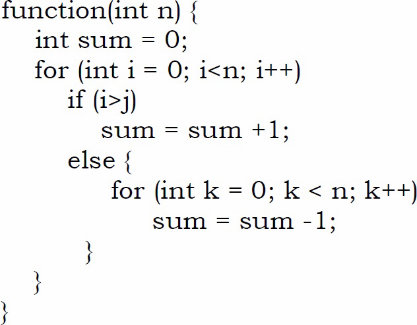 function(int n) {
int sum = 0;
for (int i = 0; i<n; i++)
if (i>j)
sum = sum +1;
else {
for (int k = 0; k < n; k++)
sum = sum -1;
}
}
}